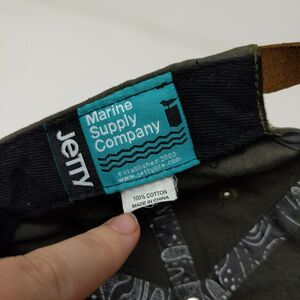 Jetty
Marine
Supply
Company
Established 2003
www.jettylife.com
100% COTTON
MADE IN CHINA